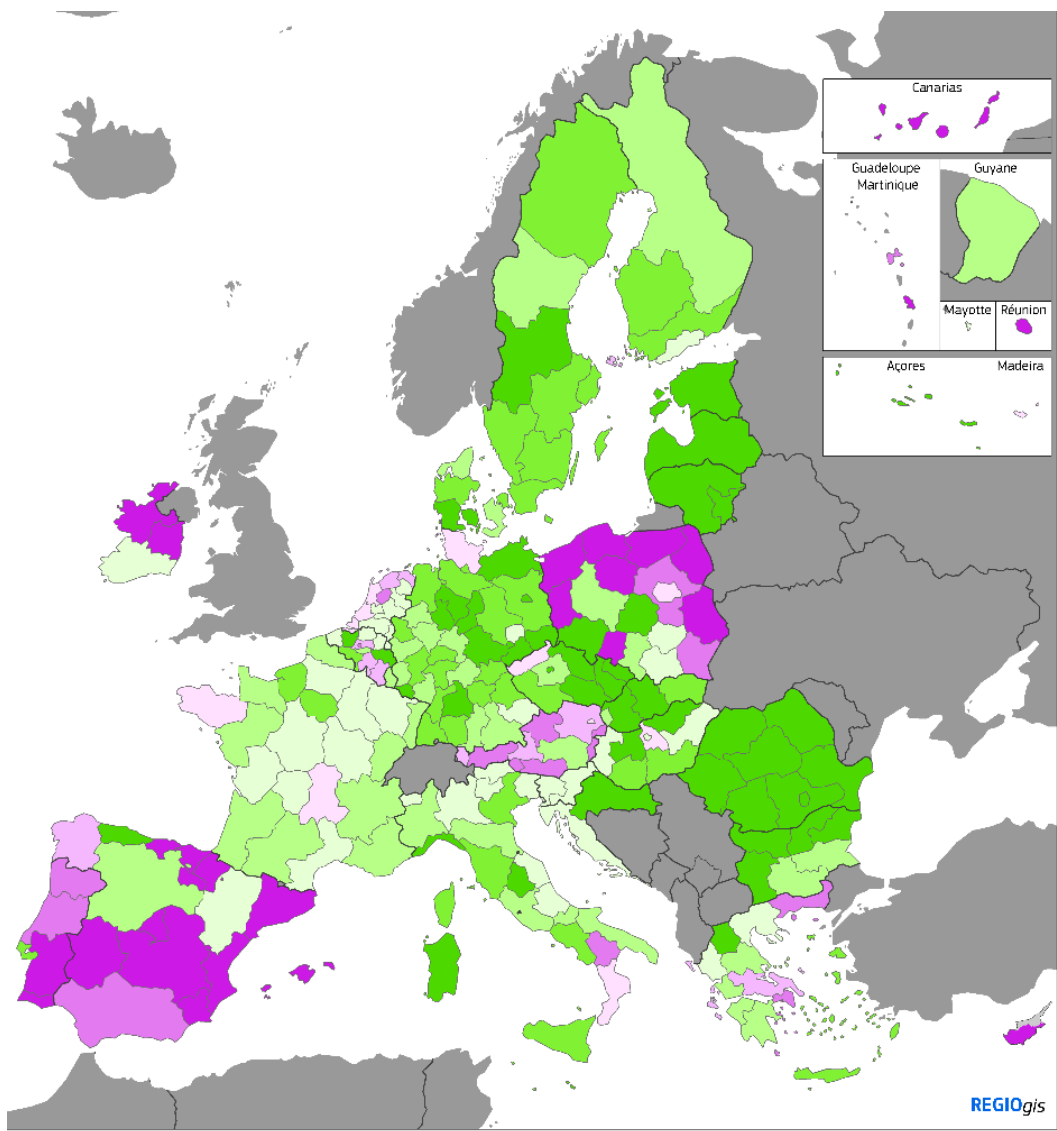 Canarias
Guadeloupe
Martinique
Guyane
Mayotte
Réunion
Açores
Madeira
REGIOgis